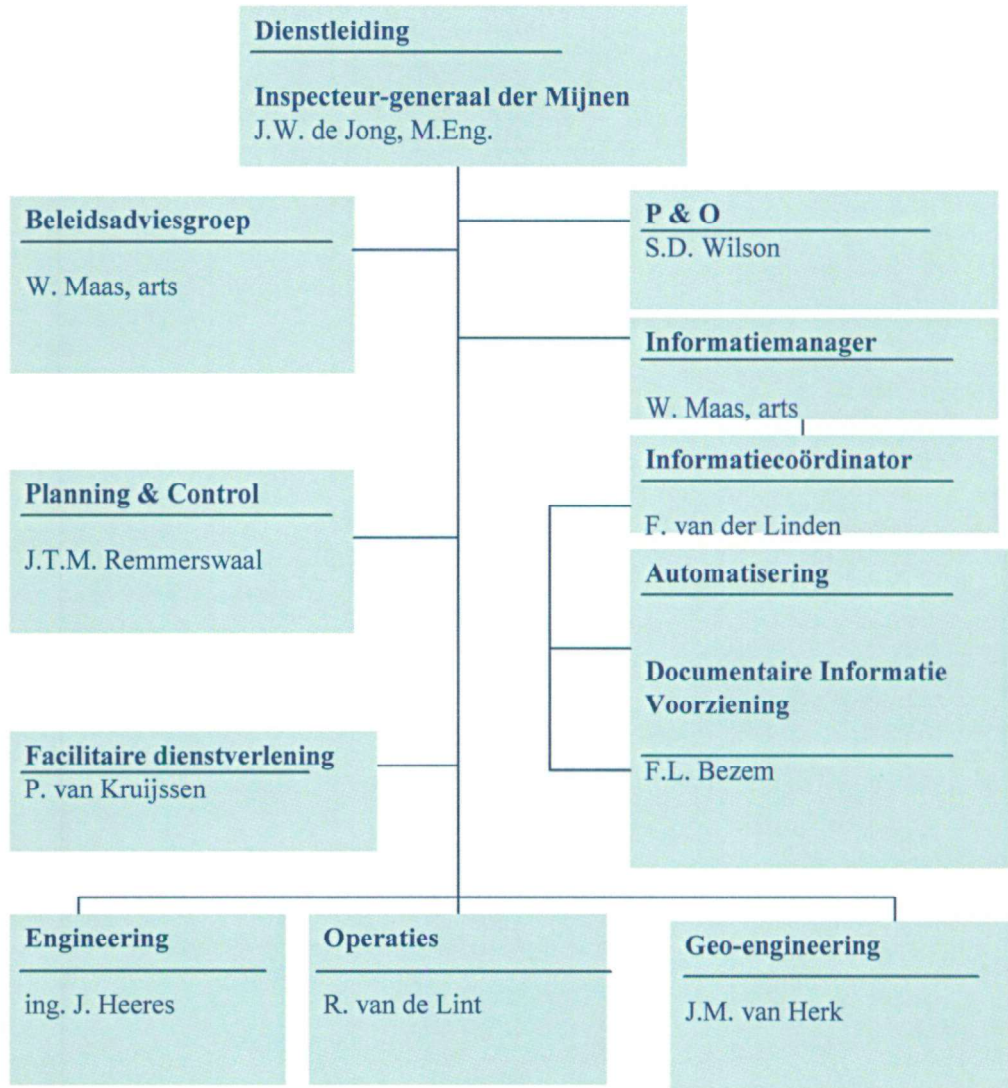 Dienstleiding
Inspecteur-generaal der Mijnen
J.W. de Jong, M.Eng.
Beleidsadviesgroep
W. Maas, arts
P & O
S.D. Wilson
Informatiemanager
W. Maas, arts
Informatiecoördinator
F. van der Linden
Planning & Control
J.T.M. Remmerswaal
Automatisering
Documentaire Informatie
Voorziening
F.L. Bezem
Facilitaire dienstverlening
P. van Kruijssen
Engineering
ing. J. Heeres
Operaties
R. van de Lint
Geo-engineering
J.M. van Herk